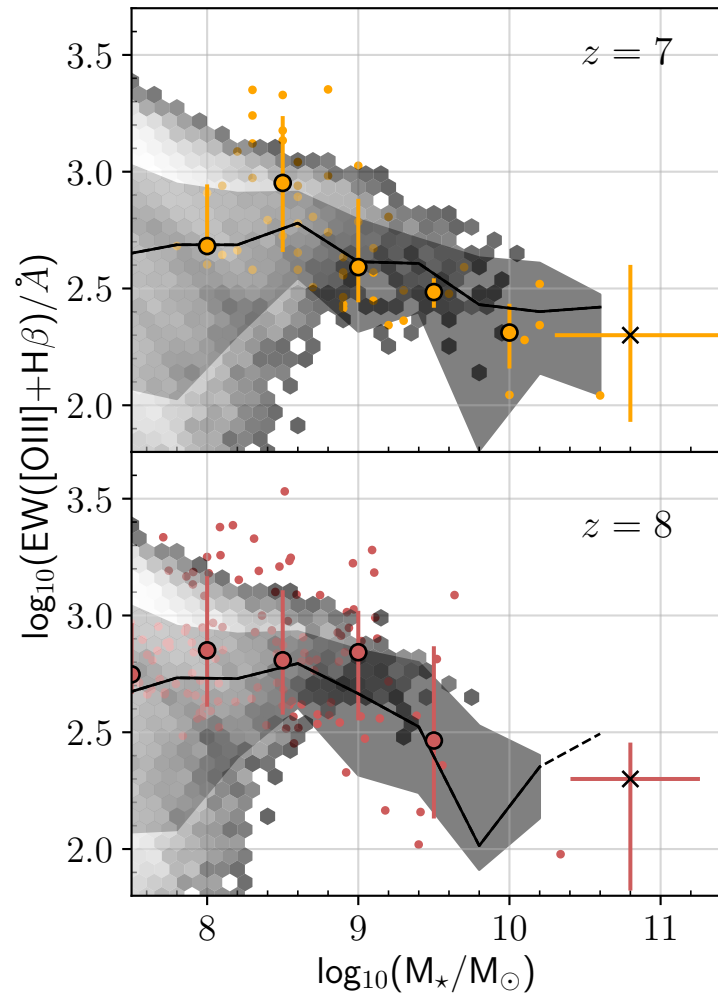 3.5
z = 7
3.0
2.5
2.0
log₁₀(EW([OIII]+Hβ)/Å)
3.5
z = 8
3.0
2.5
2.0
8 9 10 11
log₁₀(M⋆/M⊙)